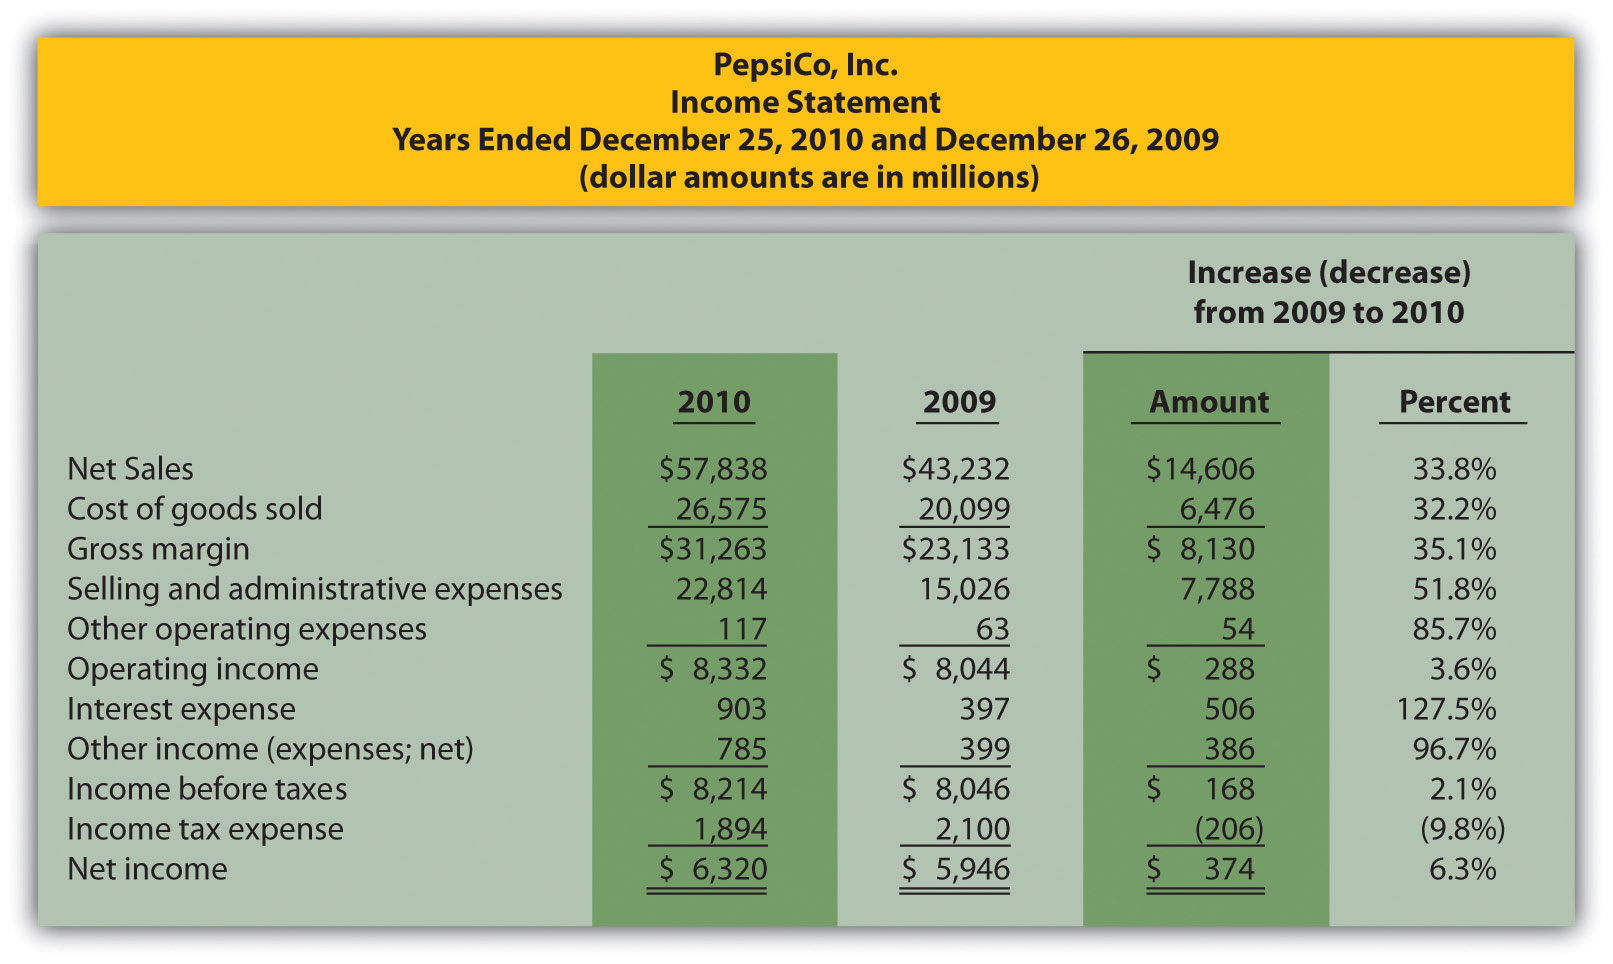 PepsiCo, Inc.
Income Statement
Years Ended December 25, 2010 and December 26, 2009
(dollar amounts are in millions)
Increase (decrease)
from 2009 to 2010
2010 2009 Amount Percent
Net Sales $57,838 $43,232 $14,606 33.8%
Cost of goods sold 26,575 20,099 6,476 32.2%
Gross margin $31,263 $23,133 $ 8,130 35.1%
Selling and administrative expenses 22,814 15,026 7,788 51.8%
Other operating expenses 117 63 54 85.7%
Operating income $ 8,332 $ 8,044 $ 288 3.6%
Interest expense 903 397 506 127.5%
Other income (expenses; net) 785 399 386 96.7%
Income before taxes $ 8,214 $ 8,046 $ 168 2.1%
Income tax expense 1,894 2,100 (206) (9.8%)
Net income $ 6,320 $ 5,946 $ 374 6.3%